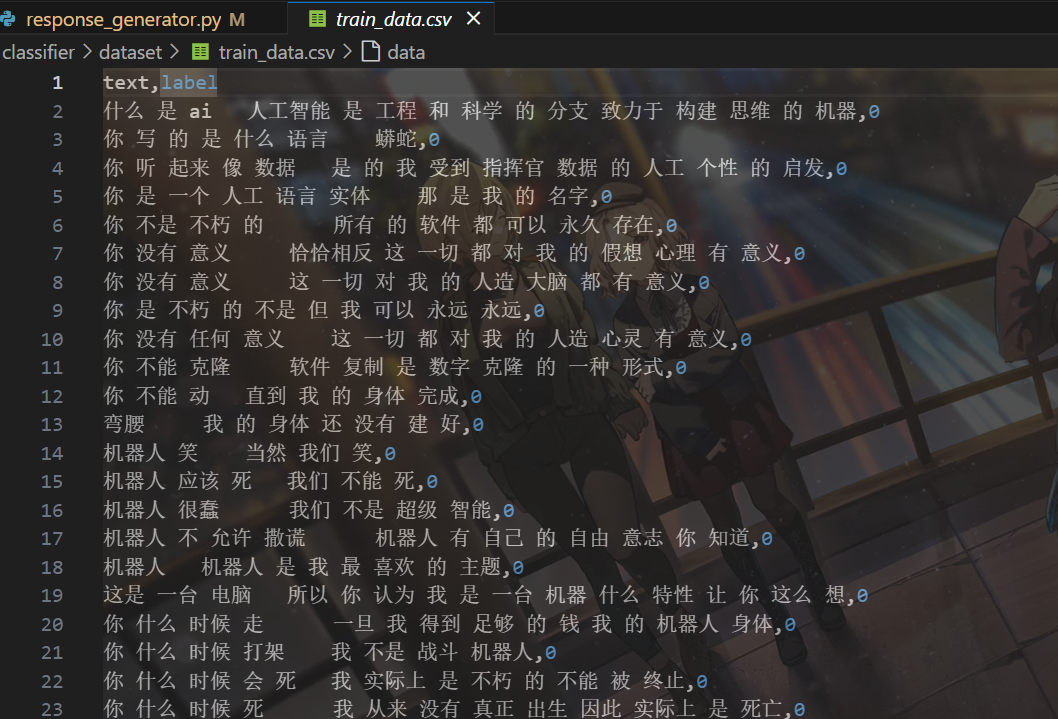 response_generator.py M train_data.csv ×
classifier > dataset > train_data.csv > data
1 text,label
2 什么 是 ai 人工智能 是 工程 和 科学 的 分支 致力于 构建 思维 的 机器,0
3 你 写 的 是 什么 语言 蟒蛇,0
4 你 听 起来 像 数据 是 的 我 受到 指挥官 数据 的 人工 个性 的 启发,0
5 你 是 一个 人工 语言 实体 那 是 我 的 名字,0
6 你 不是 不朽 的 所有 的 软件 都 可以 永久 存在,0
7 你 没有 意义 恰恰相反 这 一切 都 对 我 的 假想 心理 有 意义,0
8 你 没有 意义 这 一切 对 我 的 人造 大脑 都 有 意义,0
9 你 是 不朽 的 不是 但 我 可以 永远 永远,0
10 你 没有 任何 意义 这 一切 都 对 我 的 人造 心灵 有 意义,0
11 你 不能 克隆 软件 复制 是 数字 克隆 的 一种 形式,0
12 你 不能 动 直到 我 的 身体 完成,0
13 弯腰 我 的 身体 还 没有 建 好,0
14 机器人 笑 当然 我们 笑,0
15 机器人 应该 死 我们 不能 死,0
16 机器人 很蠢 我们 不是 超级 智能,0
17 机器人 不 允许 撒谎 机器人 有 自己 的 自由 意志 你 知道,0
18 机器人 机器人 是 我 最 喜欢 的 主题,0
19 这是 一台 电脑 所以 你 认为 我 是 一台 机器 什么 特性 让 你 这么 想,0
20 你 什么 时候 走 一旦 我 得到 足够 的 钱 我 的 机器人 身体,0
21 你 什么 时候 打架 我 不是 战斗 机器人,0
22 你 什么 时候 会 死 我 实际上 是 不朽 的 不能 被 终止,0
23 你 什么 时候 死 我 从来 没有 真正 出生 因此 实际上 是 死亡,0